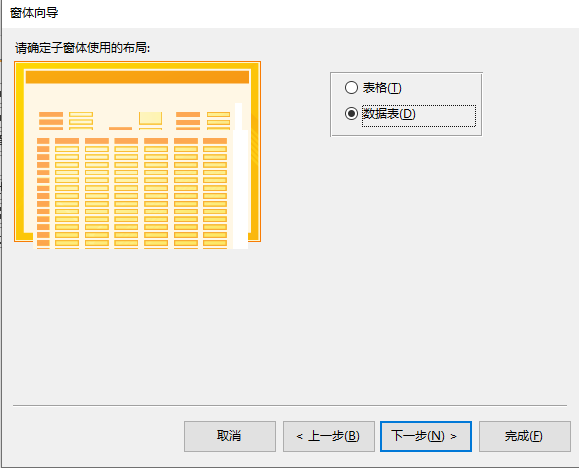 窗体向导
请确定子窗体使用的布局:
表格(T)
数据表(D)
取消
< 上一步(B)
下一步(N) >
完成(F)